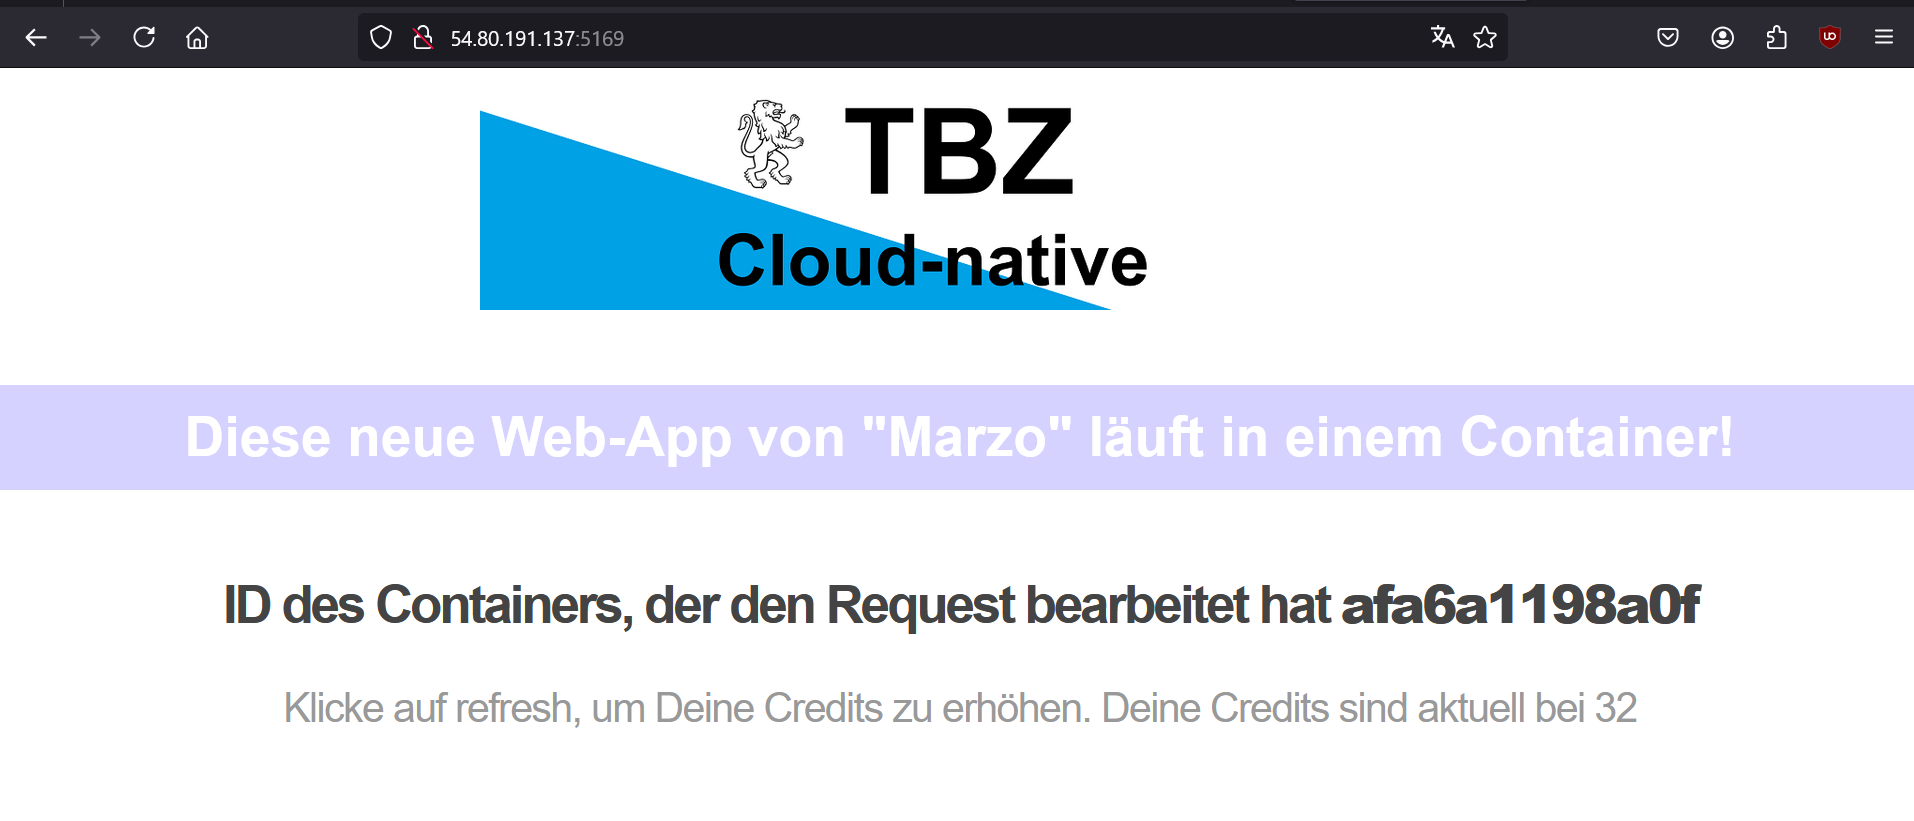 54.80.191.137:5169
TBZ
Cloud-native
Diese neue Web-App von "Marzo" läuft in einem Container!
ID des Containers, der den Request bearbeitet hat afa6a1198a0f
Klicke auf refresh, um Deine Credits zu erhöhen. Deine Credits sind aktuell bei 32